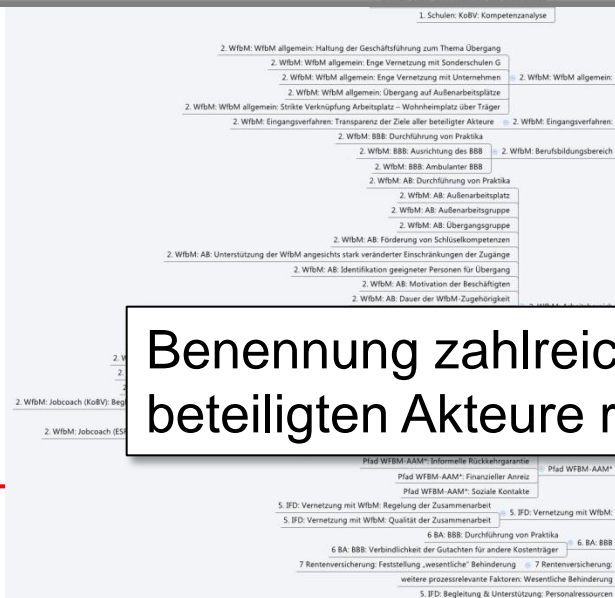 1. Schulen: KoBV: Kompetenzanalyse
2. WfbM: WfbM allgemein: Haltung der Geschäftsführung zum Thema Übergang
2. WfbM: WfbM allgemein: Enge Vernetzung mit Sonderschulen G
2. WfbM: WfbM allgemein: Enge Vernetzung mit Unternehmen
2. WfbM: WfbM allgemein:
2. WfbM: WfbM allgemein: Übergang auf Außenarbeitsplätze
2. WfbM: WfbM allgemein: Strikte Verknüpfung Arbeitsplatz – Wohnheimplatz über Träger
2. WfbM: Eingangsverfahren: Transparenz der Ziele aller beteiligter Akteure
2. WfbM: Eingangsverfahren:
2. WfbM: BBB: Durchführung von Praktika
2. WfbM: BBB: Ausrichtung des BBB
2. WfbM: Berufsbildungsbereich
2. WfbM: BBB: Ambulanter BBB
2. WfbM: AB: Durchführung von Praktika
2. WfbM: AB: Außenarbeitsplatz
2. WfbM: AB: Außenarbeitsgruppe
2. WfbM: AB: Übergangsgruppe
2. WfbM: AB: Förderung von Schlüselkompetenzen
2. WfbM: AB: Unterstützung der WfbM angesichts stark veränderter Einschränkungen der Zugänge
2. WfbM: AB: Identifikation geeigneter Personen für Übergang
2. WfbM: AB: Motivation der Beschäftigten
2. WfbM: AB: Dauer der WfbM-Zugehörigkeit
Benennung zahlreic
beteiligten Akteure
2.
2. WfbM: Jobcoach (KoBV):
2. WfbM: Jobcoach
Pfad WFBM-AAM*: Informelle Rückkehrgarantie
Pfad WFBM-AAM*
Pfad WFBM-AAM*: Finanzieller Anreiz
Pfad WFBM-AAM*: Soziale Kontakte
5. IFD: Vernetzung mit WfbM: Regelung der Zusammenarbeit
5. IFD: Vernetzung mit WfbM:
5. IFD: Vernetzung mit WfbM: Qualität der Zusammenarbeit
6 BA: BBB: Durchführung von Praktika
6. BA: BBB
6 BA: BBB: Verbindlichkeit der Gutachten für andere Kostenträger
7 Rentenversicherung: Feststellung „wesentliche" Behinderung
7 Rentenversicherung:
weitere prozessrelevante Faktoren: Wesentliche Behinderung
5. IFD: Begleitung & Unterstützung: Personalressourcen